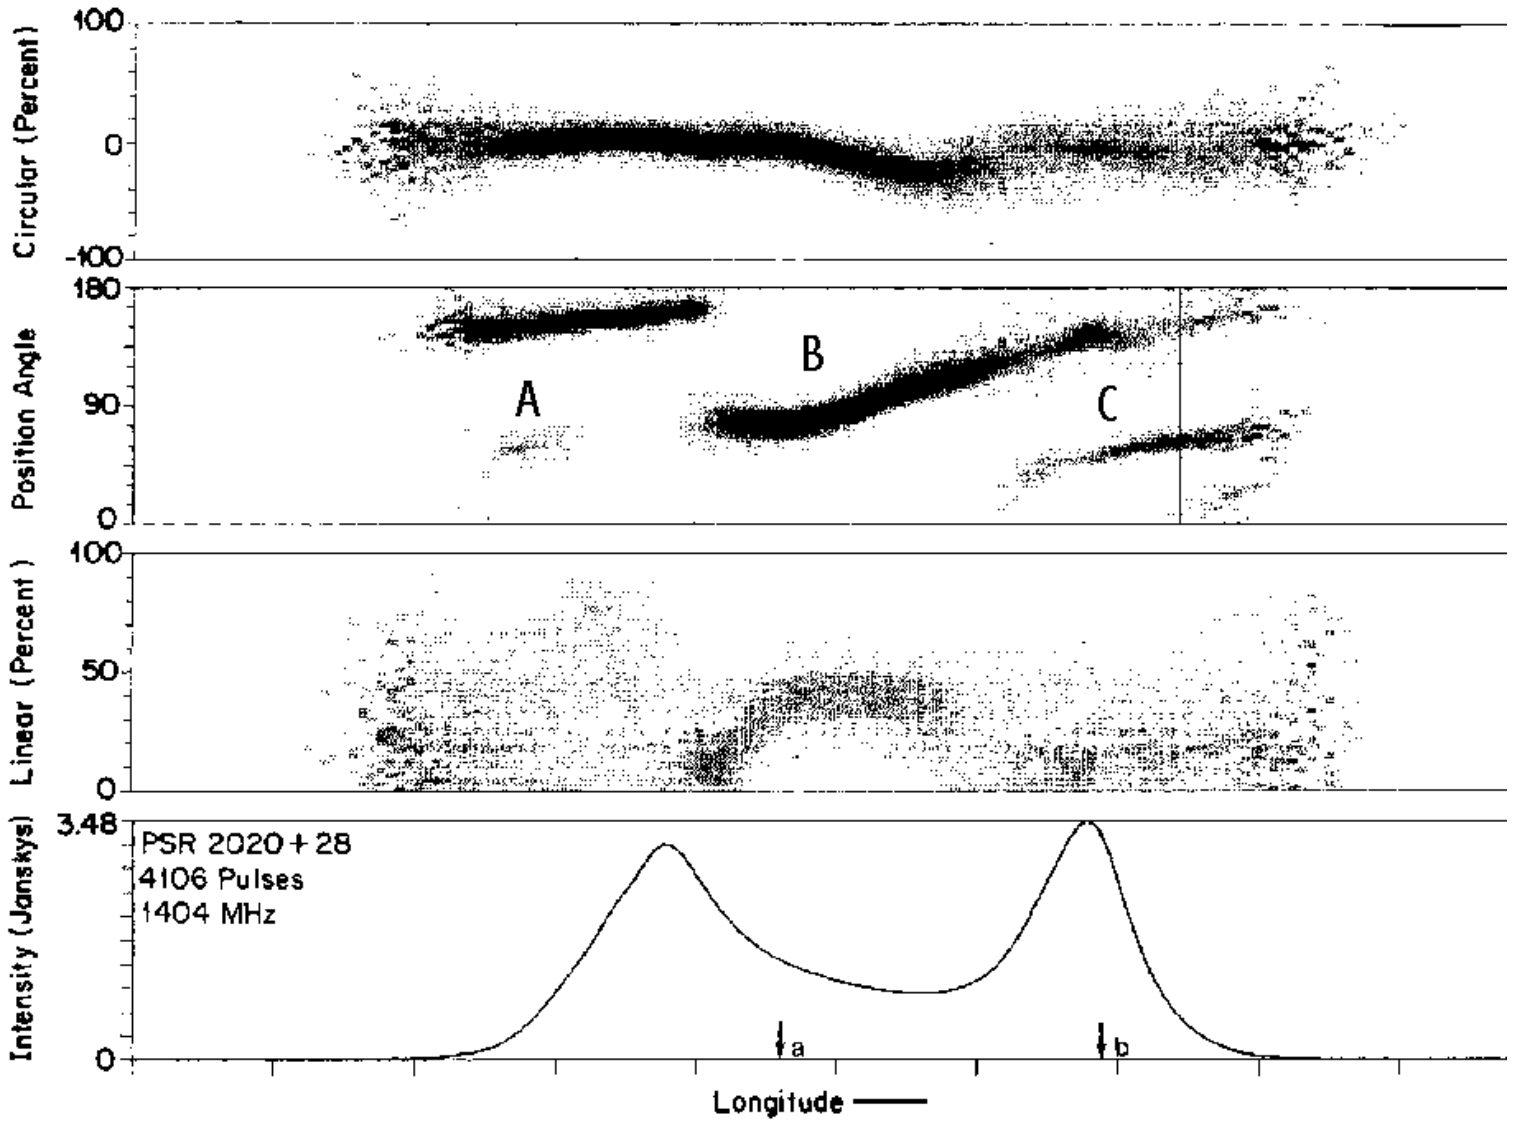 100
0
-100
Circular (Percent)
180
90
0
Position Angle
A
B
C
100
50
0
Linear (Percent)
3.48
0
Intensity (Janskys)
PSR 2020+28
4106 Pulses
1404 MHz
a
b
Longitude